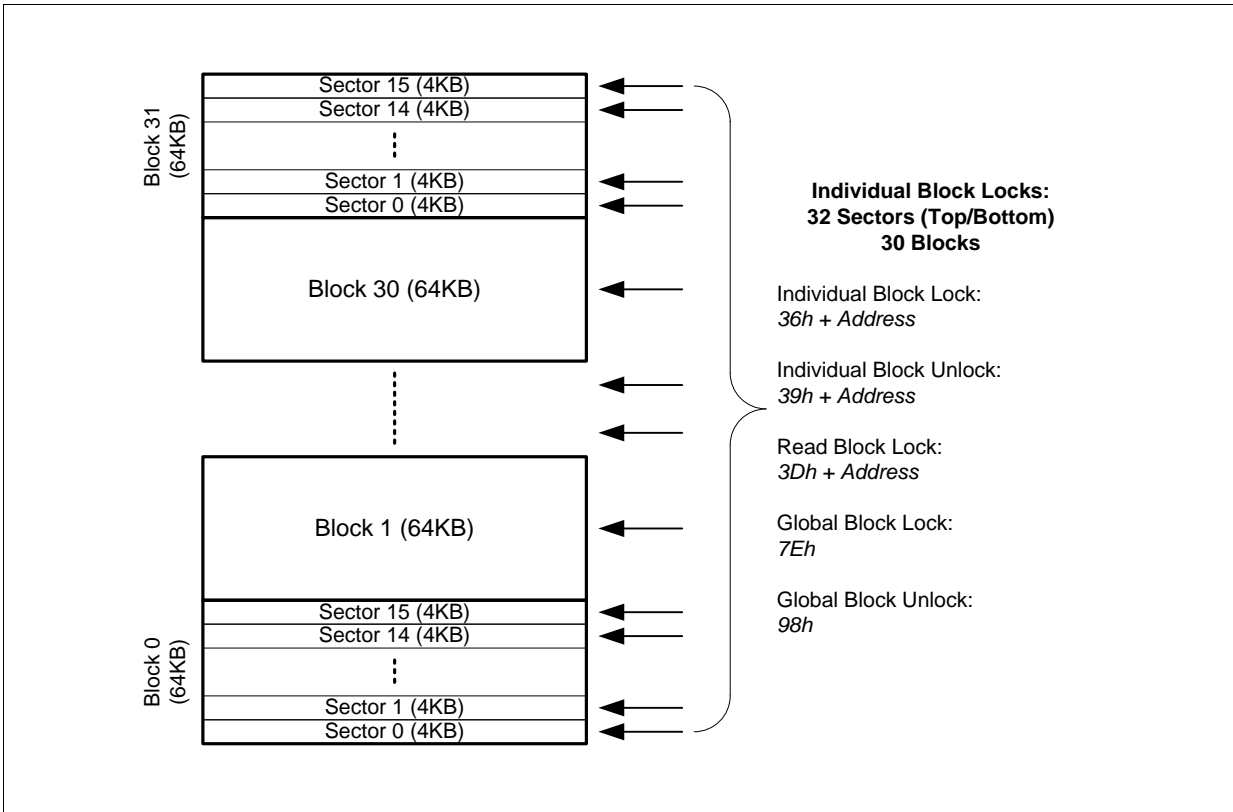 Block 31
(64KB)
Sector 15 (4KB)
Sector 14 (4KB)
Sector 1 (4KB)
Sector 0 (4KB)
Block 30 (64KB)
Block 1 (64KB)
Block 0
(64KB)
Sector 15 (4KB)
Sector 14 (4KB)
Sector 1 (4KB)
Sector 0 (4KB)
Individual Block Locks:
32 Sectors (Top/Bottom)
30 Blocks
Individual Block Lock:
36h + Address
Individual Block Unlock:
39h + Address
Read Block Lock:
3Dh + Address
Global Block Lock:
7Eh
Global Block Unlock:
98h